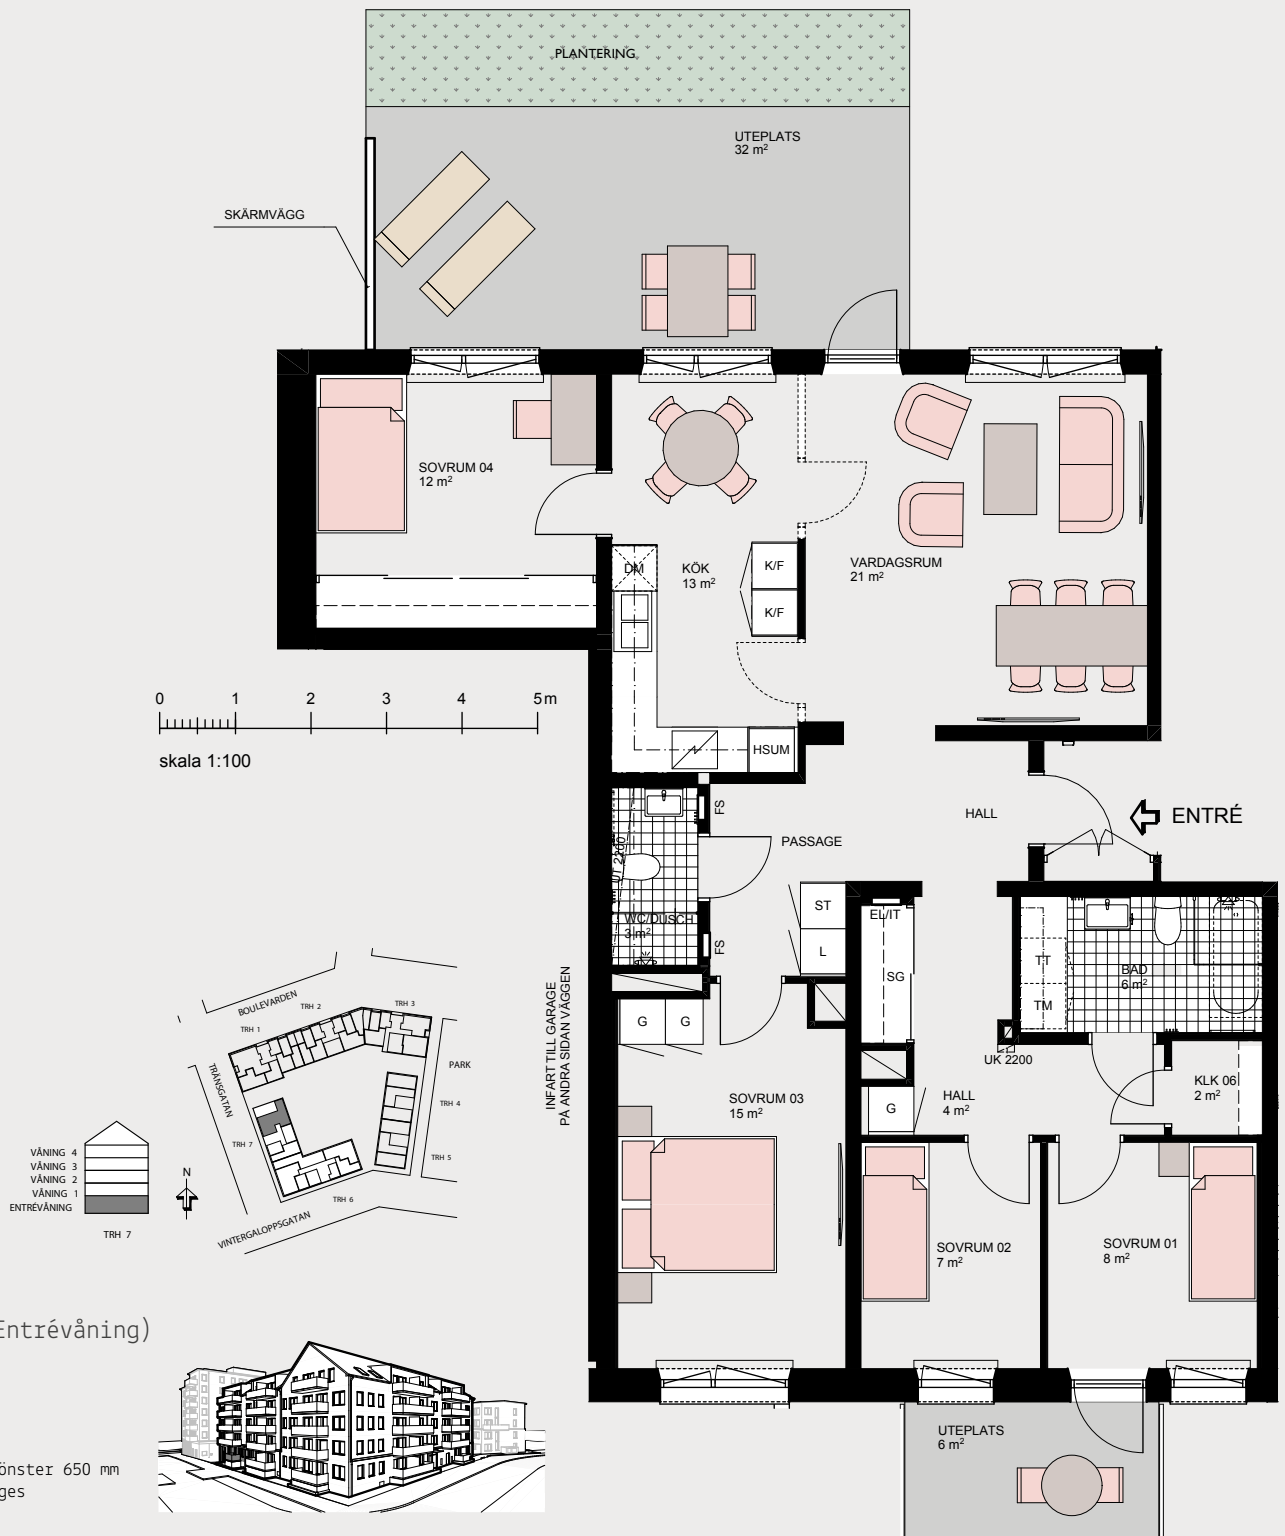 PLANTERING
UTEPLATS
32 m²
SKÄRMVÄGG
SOVRUM 04
12 m²
DM
KÖK
13 m²
K/F
K/F
VARDAGSRUM
21 m²
0 1 2 3 4 5m
skala 1:100
HSUM
FS
HALL
ENTRÉ
PASSAGE
UT 2200
WC/DUSCH
3 m²
FS
ST
L
EL/IT
SG
TT
TM
BAD
6 m²
UK 2200
KLK 06
2 m²
INFART TILL GARAGE
PÅ ANDRA SIDAN VÄGGEN
G G
SOVRUM 03
15 m²
G
HALL
4 m²
SOVRUM 02
7 m²
SOVRUM 01
8 m²
UTEPLATS
6 m²
BOULEVARDEN
TRH 1
TRH 2
TRH 3
TRÄNSGATAN
PARK
TRH 4
TRH 5
TRH 7
TRH 6
VINTERGALOPPSGATAN
N
VÅNING 4
VÅNING 3
VÅNING 2
VÅNING 1
ENTRÉVÅNING
TRH 7
Entrévåning)
önster 650 mm
ges